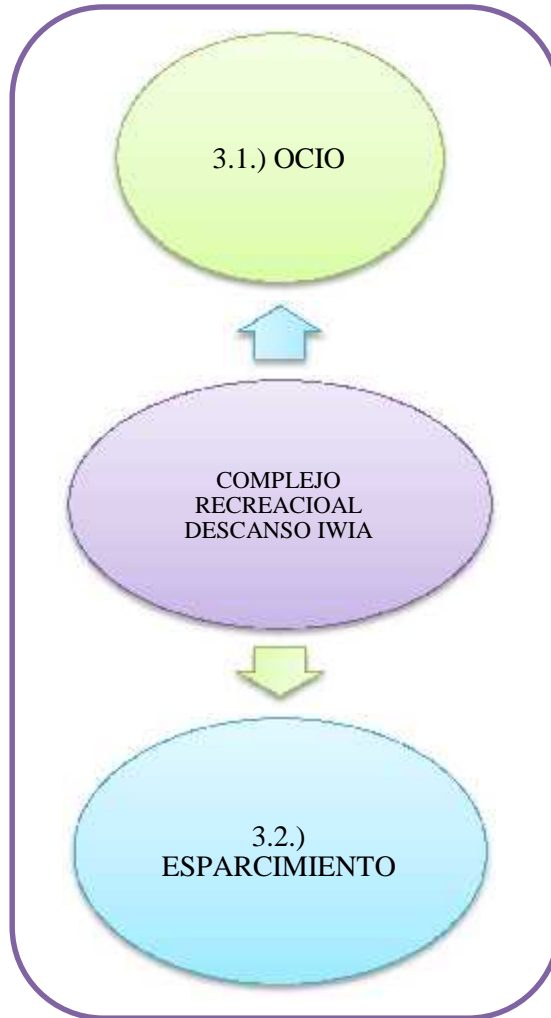 3.1.) OCIO
COMPLEJO
RECREACIOAL
DESCANSO IWIA
3.2.)
ESPARCIMIENTO